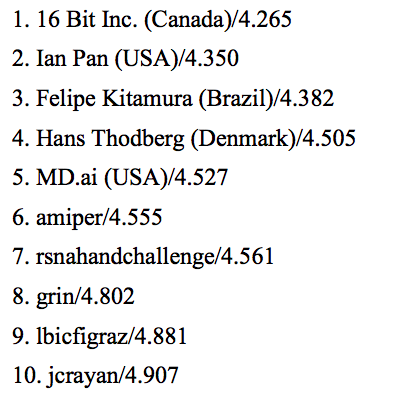 1. 16 Bit Inc. (Canada)/4.265
2. Ian Pan (USA)/4.350
3. Felipe Kitamura (Brazil)/4.382
4. Hans Thodberg (Denmark)/4.505
5. MD.ai (USA)/4.527
6. amiper/4.555
7. rsnahandchallenge/4.561
8. grin/4.802
9. lbicfigraz/4.881
10. jcrayan/4.907